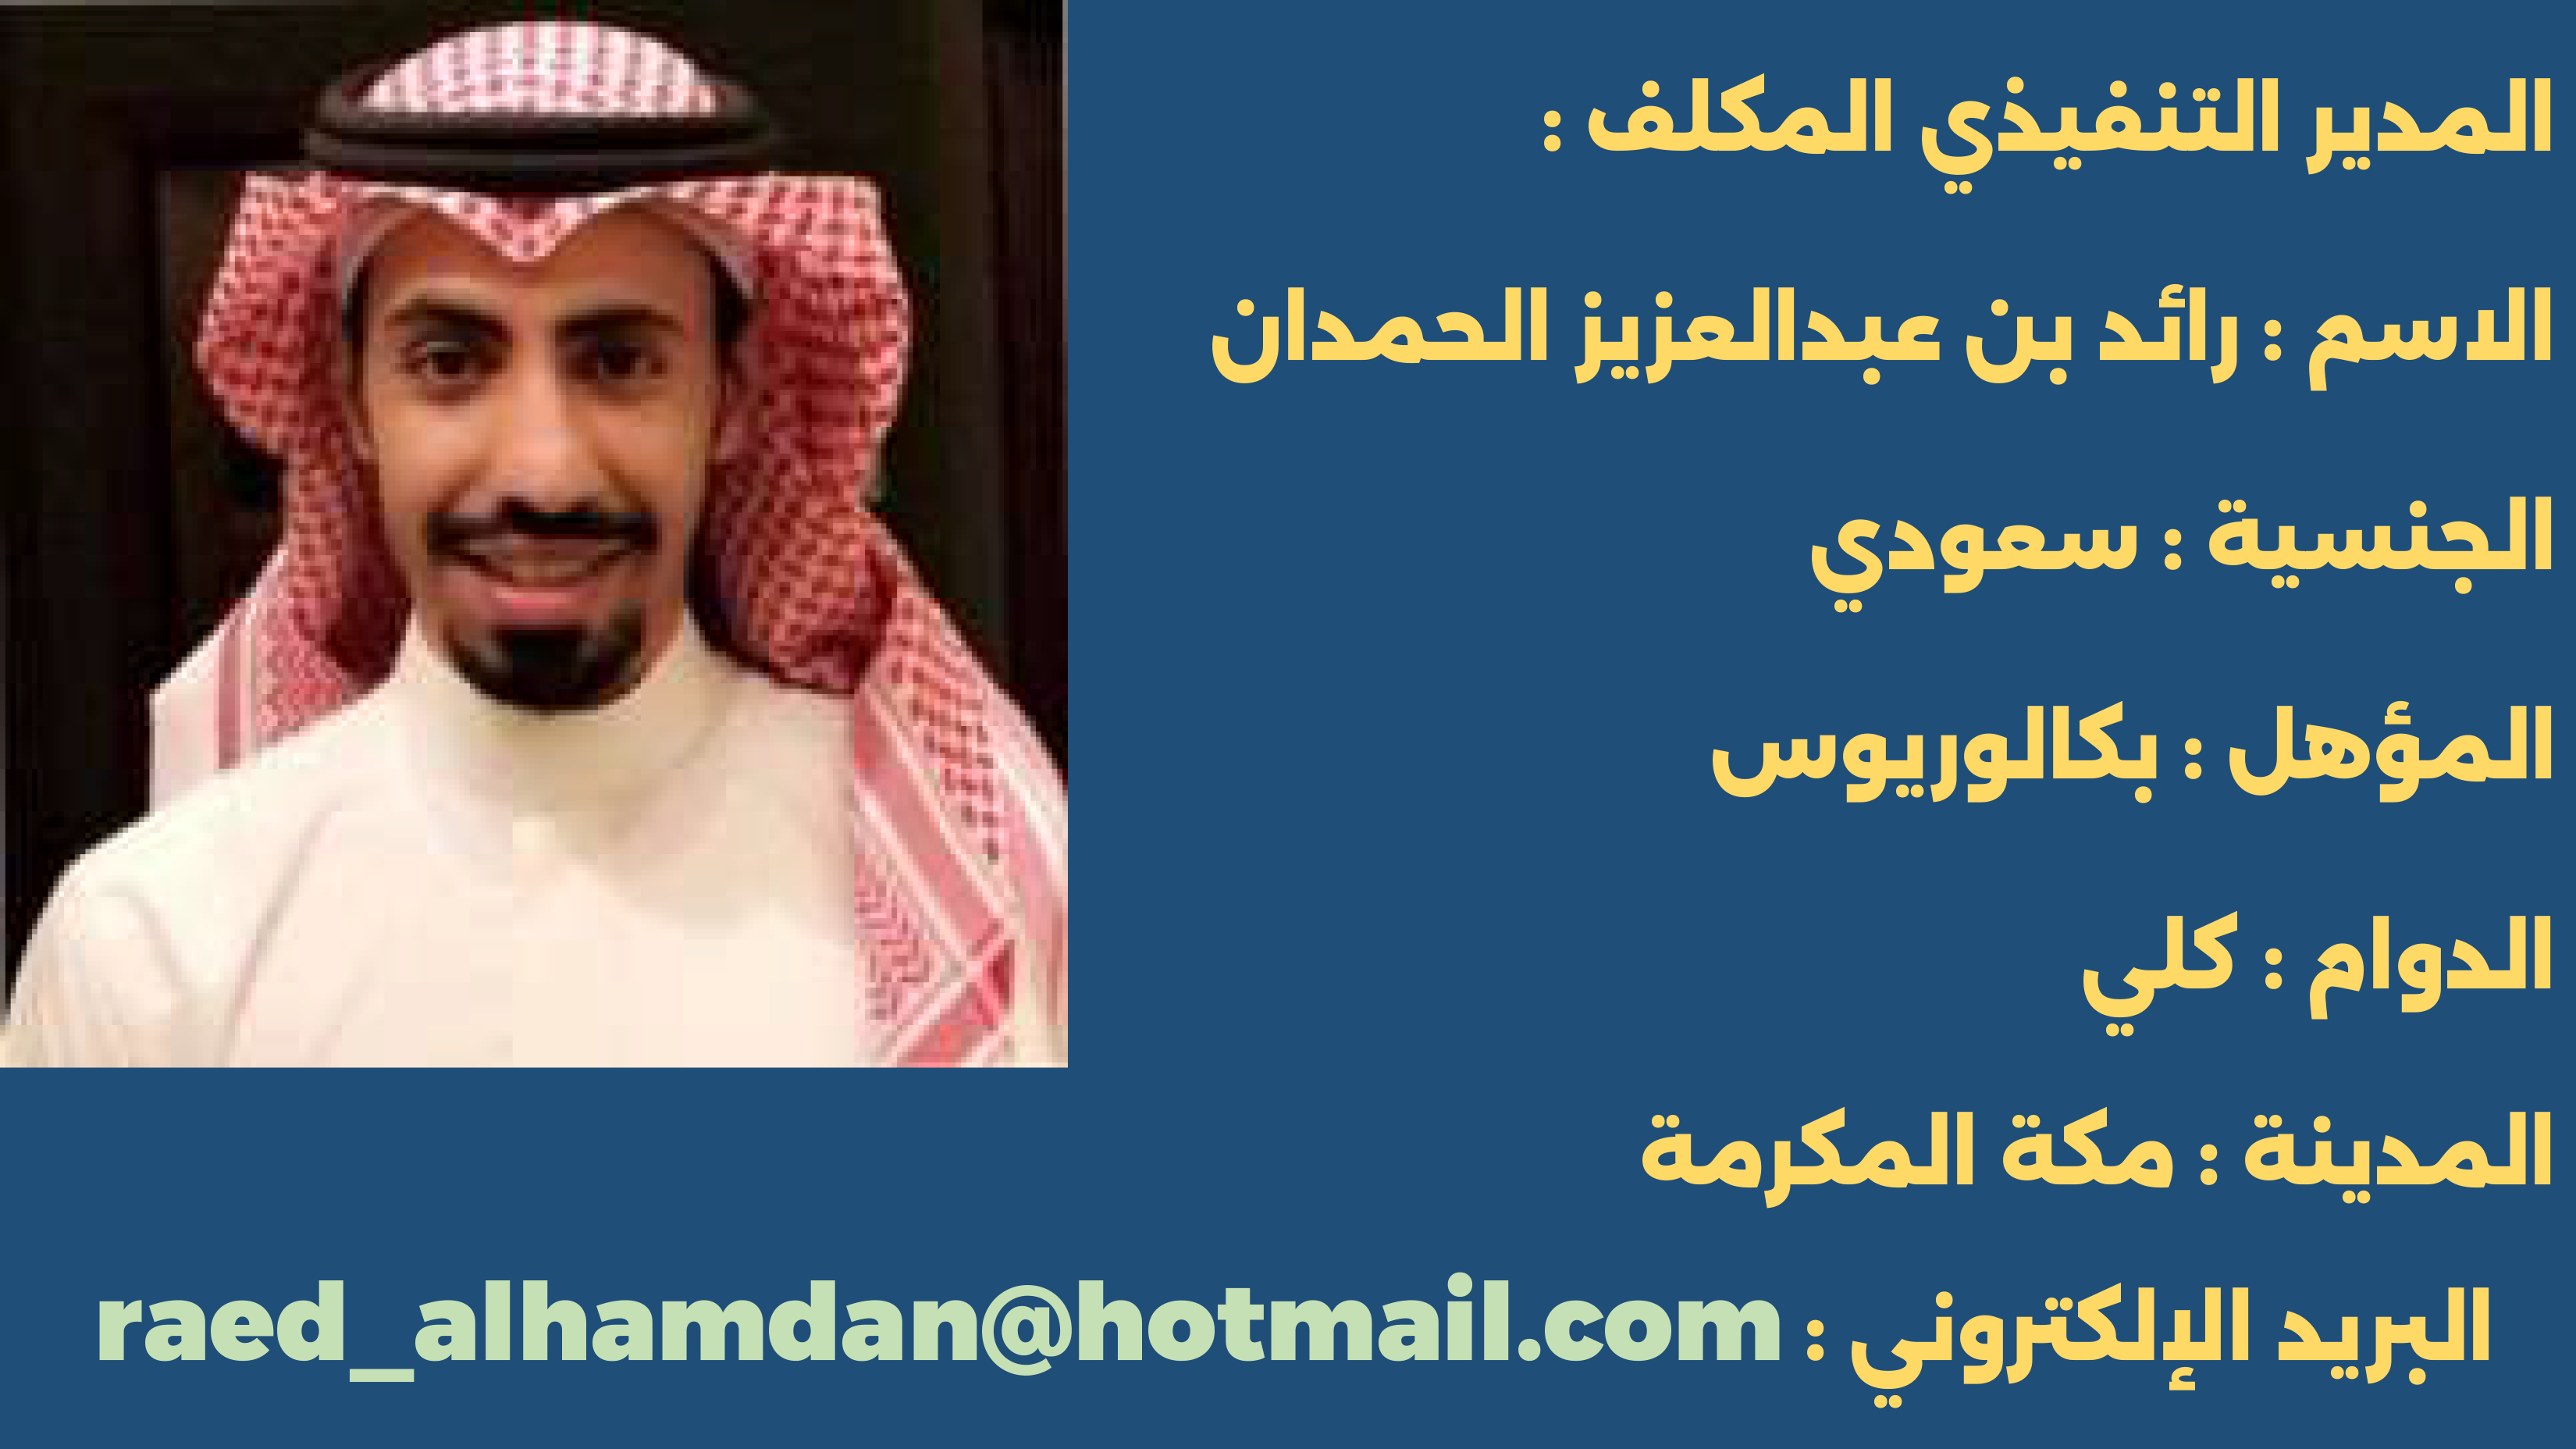 المدير التنفيذي المكلف :
الاسم : رائد بن عبدالعزيز الحمدان
الجنسية : سعودي
المؤهل : بكالوريوس
الدوام : كلي
المدينة : مكة المكرمة
البريد الإلكتروني : raed_alhamdan@hotmail.com